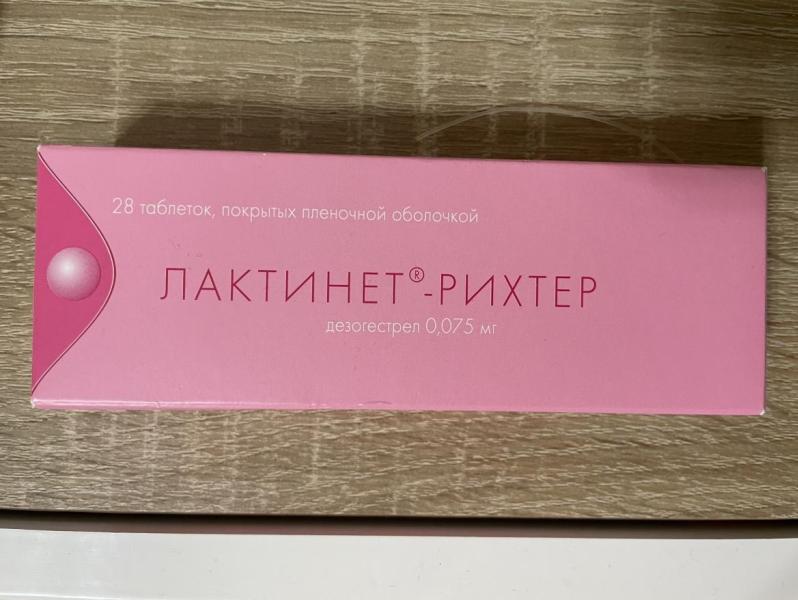 28 таблеток, покрытых пленочной оболочкой
ЛАКТИНЕТ®-РИХТЕР
дезогестрел 0,075 мг